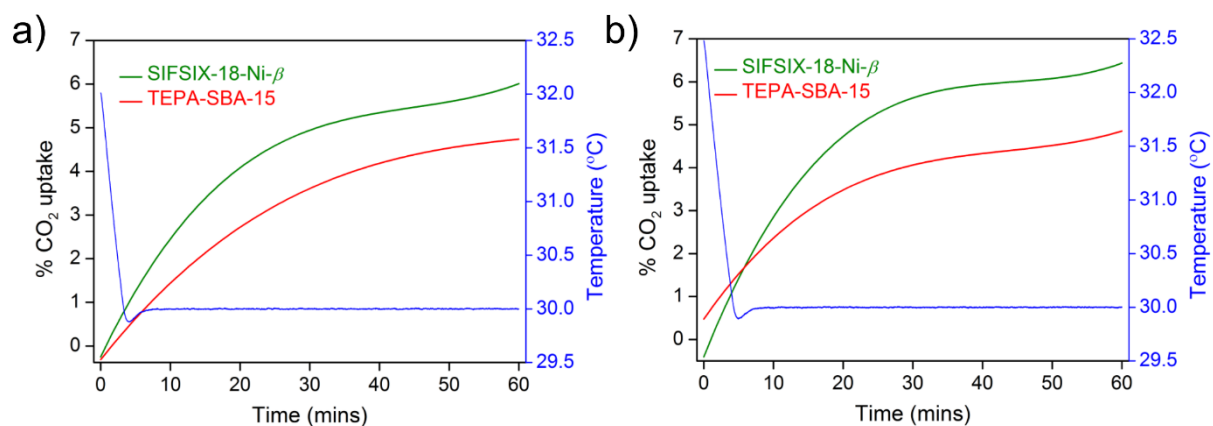 a)
7
6
5
4
3
2
1
0
% CO₂ uptake
SIFSIX-18-Ni-β
TEPA-SBA-15
32.5
32.0
31.5
31.0
30.5
30.0
29.5
Temperature (°C)
0 10 20 30 40 50 60
Time (mins)
b)
7
6
5
4
3
2
1
0
% CO₂ uptake
SIFSIX-18-Ni-β
TEPA-SBA-15
32.5
32.0
31.5
31.0
30.5
30.0
29.5
Temperature (°C)
0 10 20 30 40 50 60
Time (mins)